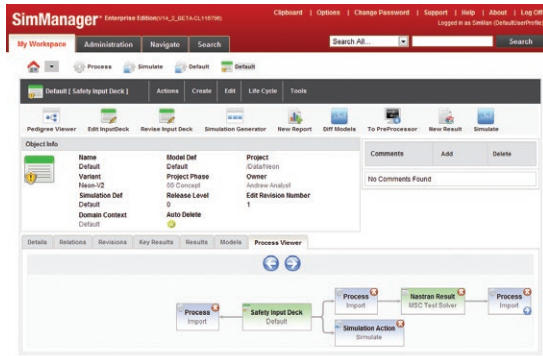 SimManager Enterprise Edition(V14_2_BETA-CL118796)
Clipboard | Options | Change Password | Support | Help | About | Log Off
Logged in as SimMan (DefaultUserProfile)
My Workspace Administration Navigate Search Search All... Search
Process Simulate Default Default
Default [ Safety Input Deck ] Actions Create Edit Life Cycle Tools
Pedigree Viewer Edit InputDeck Revise Input Deck Simulation Generator New Report Diff Models To PreProcessor New Result Simulate
Object Info
Name Model Def Project
Default Default /Data/Neon
Variant Project Phase Owner
Neon-V2 00 Concept Andrew Analyst
Simulation Def Release Level Edit Revision Number
Default 0 1
Domain Context Auto Delete
Default
Comments Add Delete
No Comments Found
Details Relations Revisions Key Results Results Models Process Viewer
Process
Import
Safety Input Deck
Default
Process
Import
Nastran Result
MSC Test Solver
Process
Import
Simulation Action
Simulate